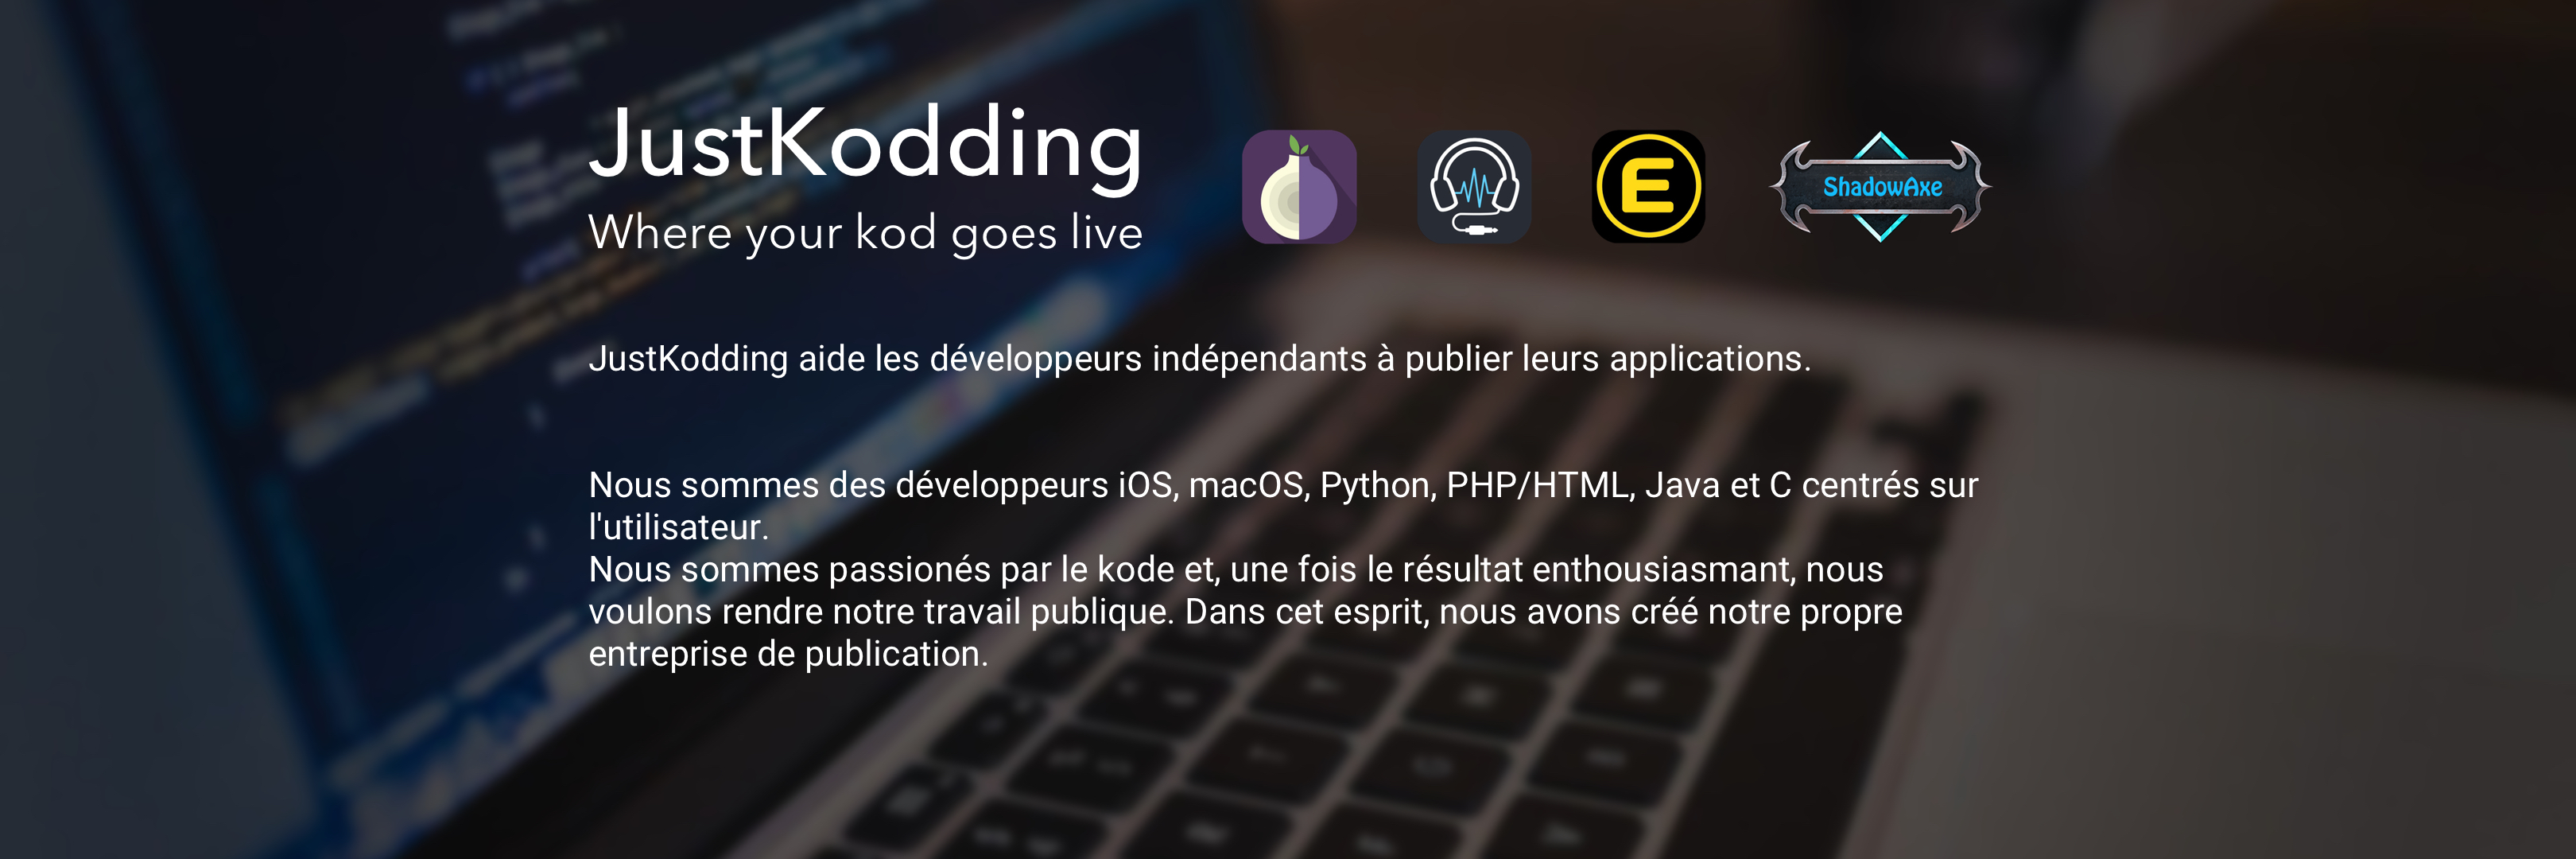 JustKodding
Where your kod goes live
E
ShadowAxe
JustKodding aide les développeurs indépendants à publier leurs applications.
Nous sommes des développeurs iOS, macOS, Python, PHP/HTML, Java et C centrés sur
l'utilisateur.
Nous sommes passionés par le kode et, une fois le résultat enthousiasmant, nous
voulons rendre notre travail publique. Dans cet esprit, nous avons créé notre propre
entreprise de publication.